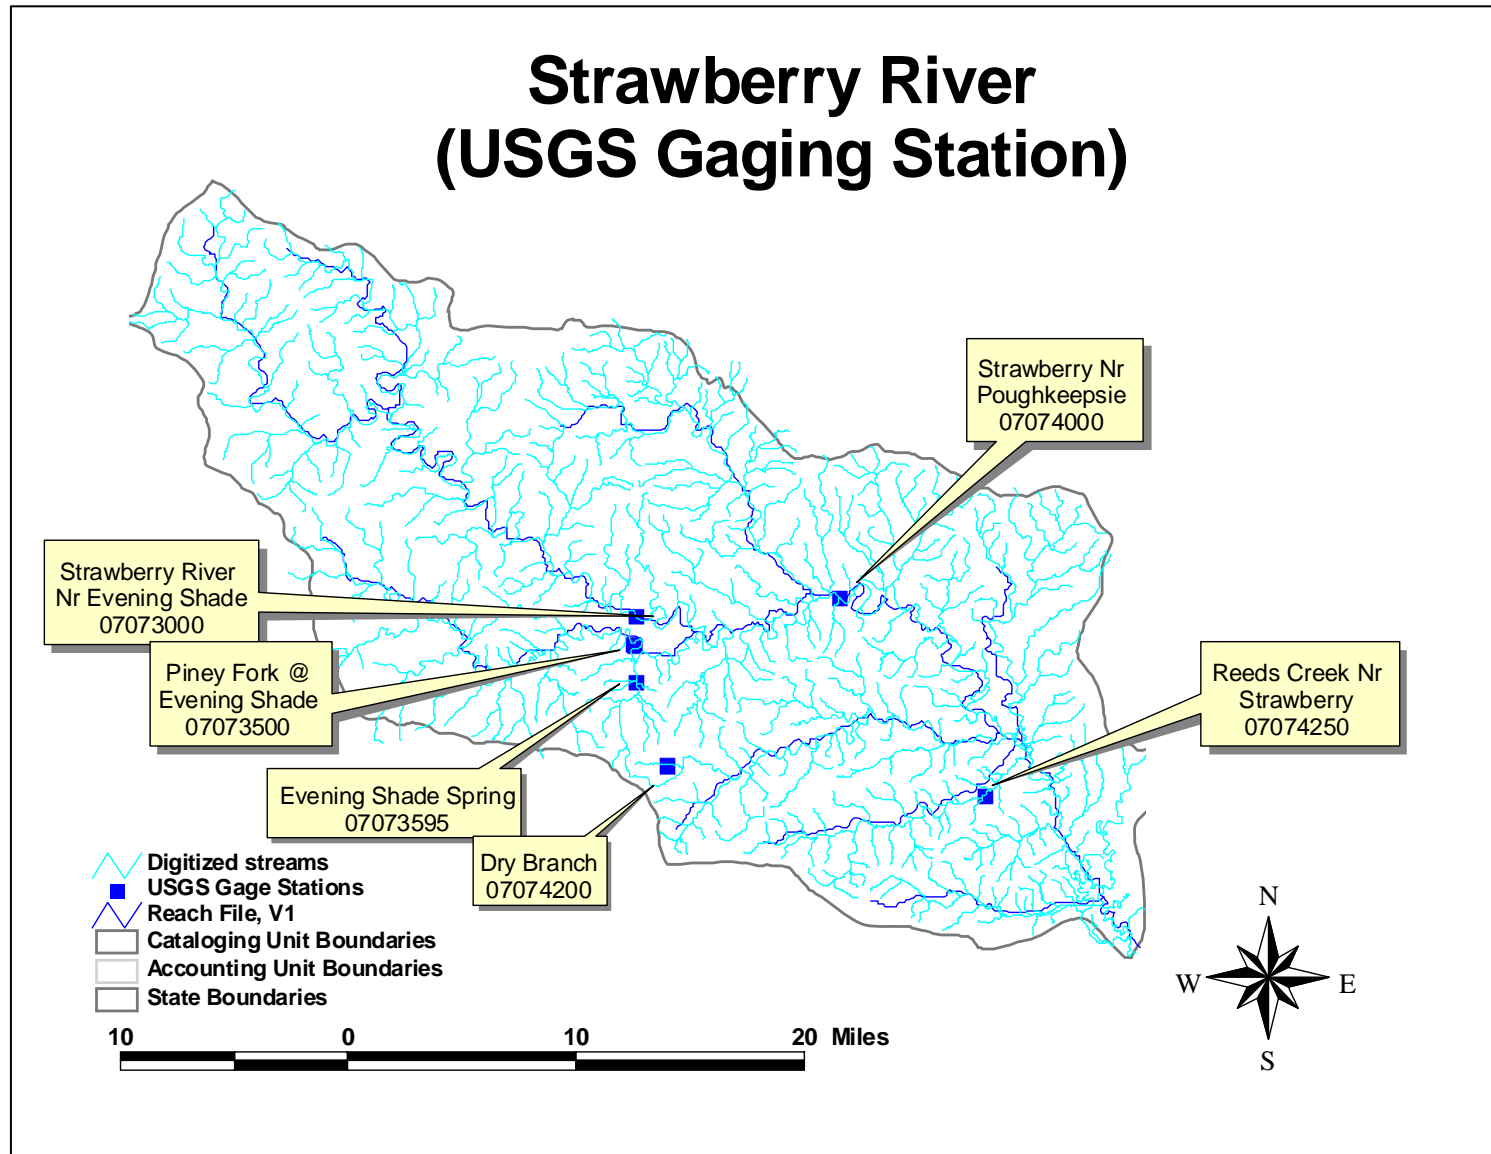 Strawberry River
(USGS Gaging Station)
Strawberry Nr
Poughkeepsie
07074000
Strawberry River
Nr Evening Shade
07073000
Piney Fork @
Evening Shade
07073500
Reeds Creek Nr
Strawberry
07074250
Evening Shade Spring
07073595
Dry Branch
07074200
Digitized streams
USGS Gage Stations
Reach File, V1
Cataloging Unit Boundaries
Accounting Unit Boundaries
State Boundaries
10 0 10 20 Miles
N
W E
S